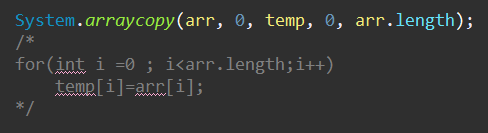 System.arraycopy(arr, 0, temp, 0, arr.length);
/*
for(int i =0 ; i<arr.length;i++)
temp[i]=arr[i];
*/